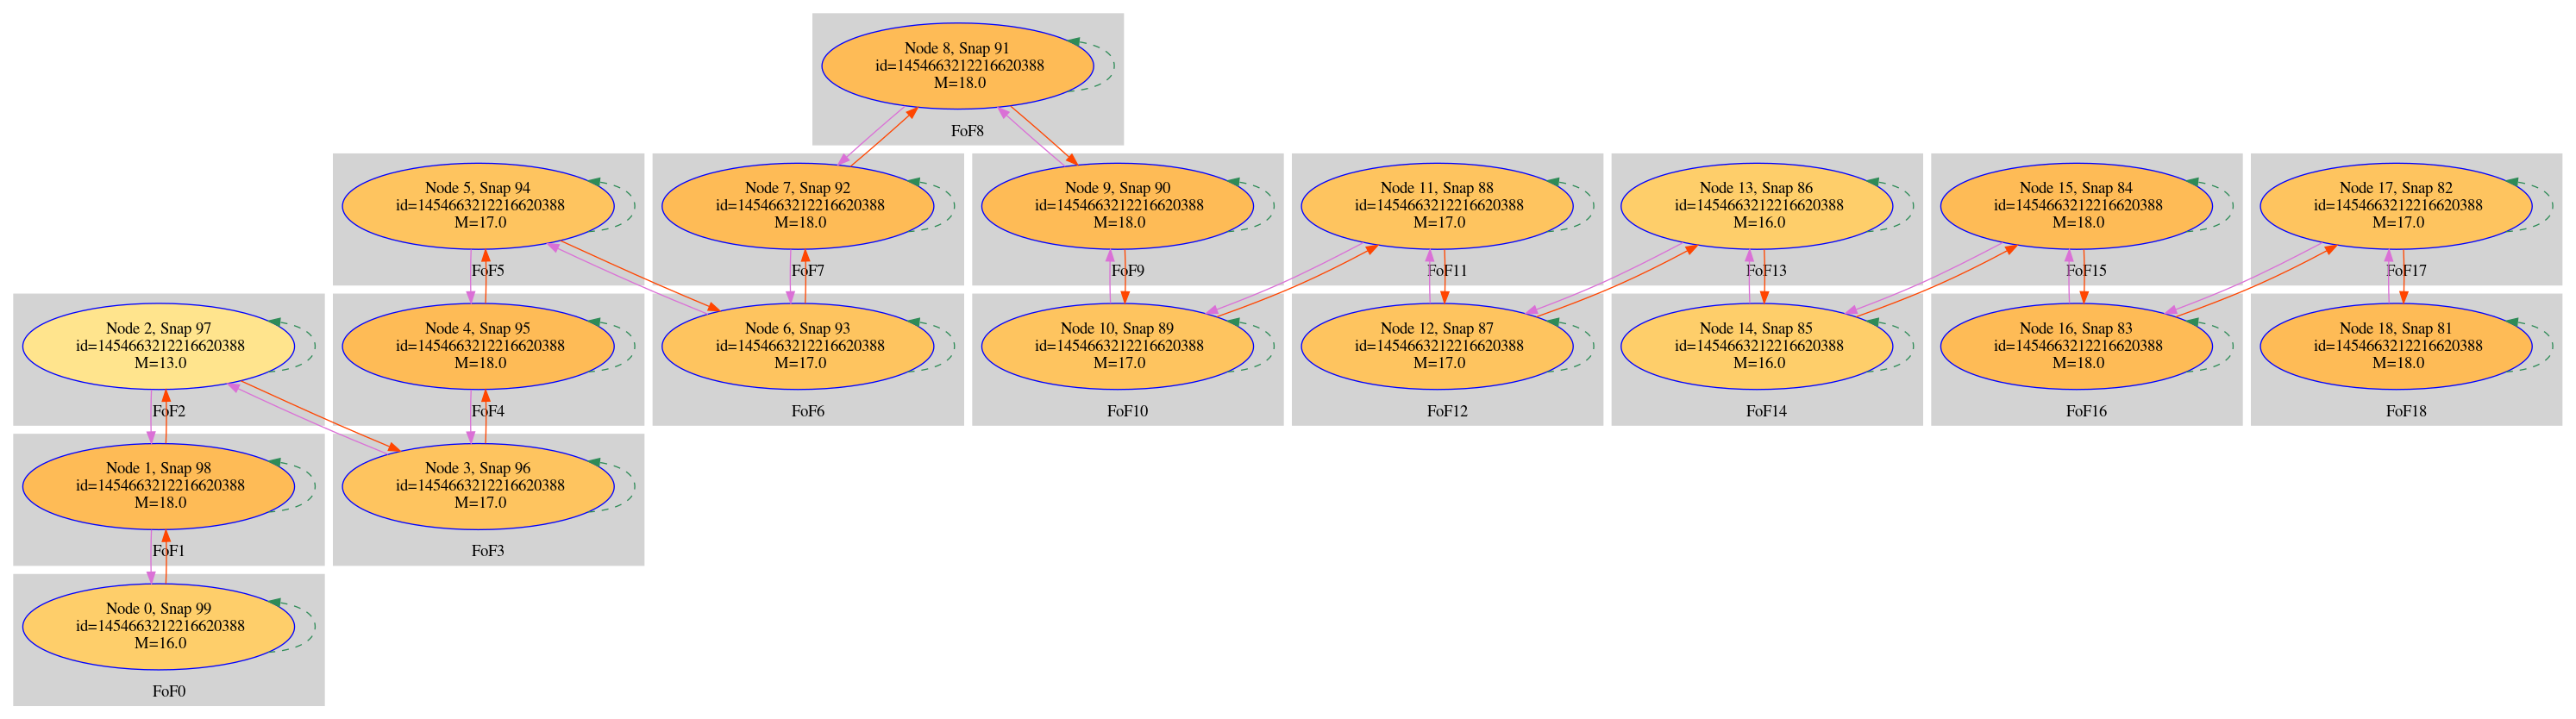 Node 8, Snap 91
id=1454663212216620388
M=18.0
FoF8
Node 5, Snap 94
id=1454663212216620388
M=17.0
FoF5
Node 7, Snap 92
id=1454663212216620388
M=18.0
FoF7
Node 9, Snap 90
id=1454663212216620388
M=18.0
FoF9
Node 11, Snap 88
id=1454663212216620388
M=17.0
FoF11
Node 13, Snap 86
id=1454663212216620388
M=16.0
FoF13
Node 15, Snap 84
id=1454663212216620388
M=18.0
FoF15
Node 17, Snap 82
id=1454663212216620388
M=17.0
FoF17
Node 2, Snap 97
id=1454663212216620388
M=13.0
FoF2
Node 4, Snap 95
id=1454663212216620388
M=18.0
FoF4
Node 6, Snap 93
id=1454663212216620388
M=17.0
FoF6
Node 10, Snap 89
id=1454663212216620388
M=17.0
FoF10
Node 12, Snap 87
id=1454663212216620388
M=17.0
FoF12
Node 14, Snap 85
id=1454663212216620388
M=16.0
FoF14
Node 16, Snap 83
id=1454663212216620388
M=18.0
FoF16
Node 18, Snap 81
id=1454663212216620388
M=18.0
FoF18
Node 1, Snap 98
id=1454663212216620388
M=18.0
FoF1
Node 3, Snap 96
id=1454663212216620388
M=17.0
FoF3
Node 0, Snap 99
id=1454663212216620388
M=16.0
FoF0